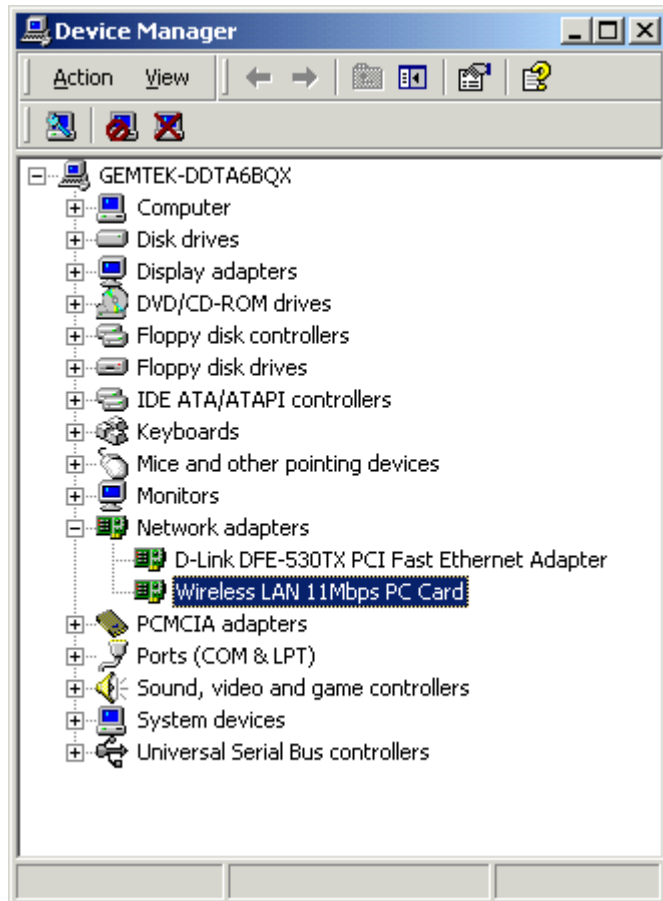 Device Manager
Action View
GEMTEK-DDTA6BQX
Computer
Disk drives
Display adapters
DVD/CD-ROM drives
Floppy disk controllers
Floppy disk drives
IDE ATA/ATAPI controllers
Keyboards
Mice and other pointing devices
Monitors
Network adapters
D-Link DFE-530TX PCI Fast Ethernet Adapter
Wireless LAN 11Mbps PC Card
PCMCIA adapters
Ports (COM & LPT)
Sound, video and game controllers
System devices
Universal Serial Bus controllers